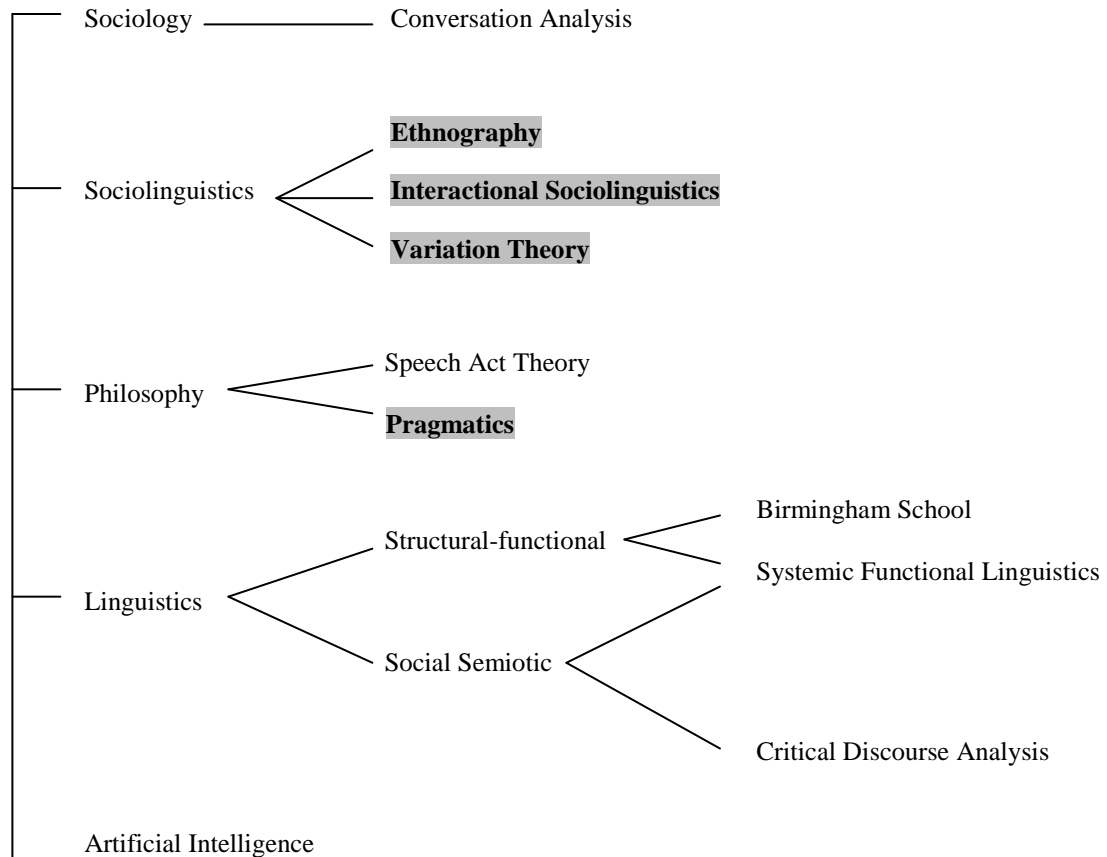 Sociology
Conversation Analysis
Ethnography
Sociolinguistics
Interactional Sociolinguistics
Variation Theory
Speech Act Theory
Philosophy
Pragmatics
Birmingham School
Structural-functional
Systemic Functional Linguistics
Linguistics
Social Semiotic
Critical Discourse Analysis
Artificial Intelligence